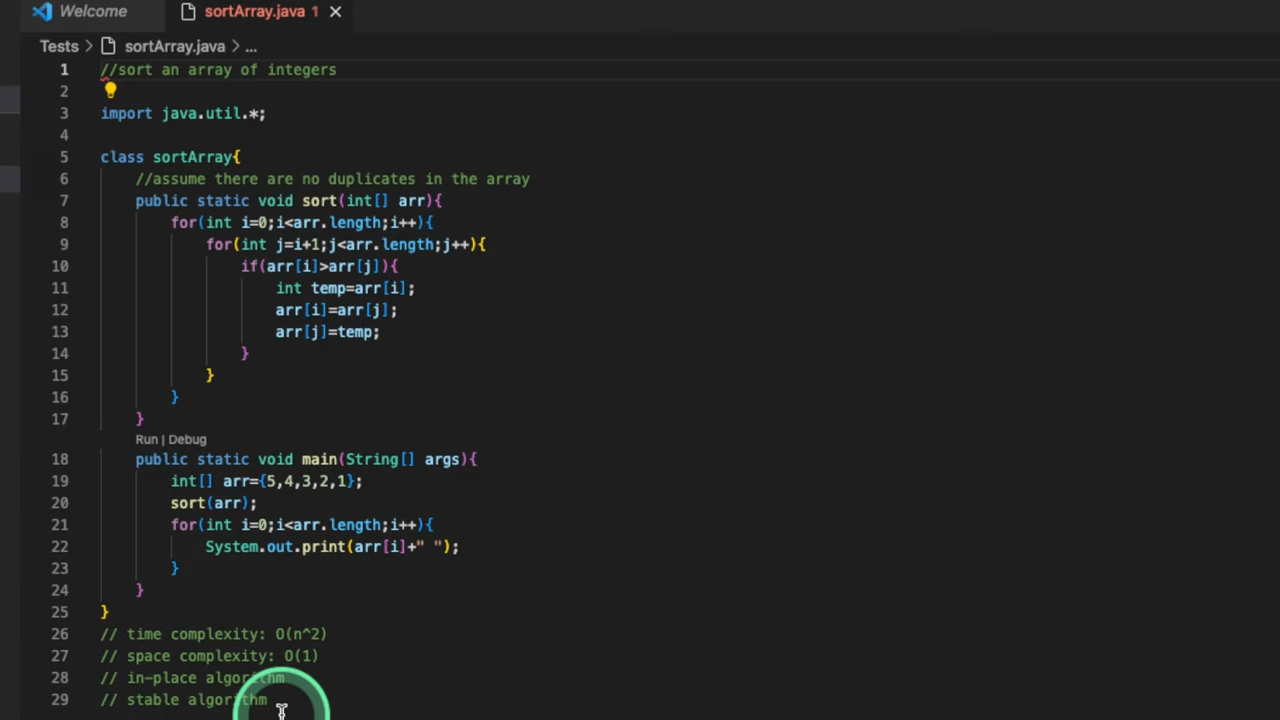 Welcome
sortArray.java 1
Tests > sortArray.java > ...
1 //sort an array of integers
2
3 import java.util.*;
4
5 class sortArray{
6 //assume there are no duplicates in the array
7 public static void sort(int[] arr){
8 for(int i=0;i<arr.length;i++){
9 for(int j=i+1;j<arr.length;j++){
10 if(arr[i]>arr[j]){
11 int temp=arr[i];
12 arr[i]=arr[j];
13 arr[j]=temp;
14 }
15 }
16 }
17 }
Run | Debug
18 public static void main(String[] args){
19 int[] arr={5,4,3,2,1};
20 sort(arr);
21 for(int i=0;i<arr.length;i++){
22 System.out.print(arr[i]+" ");
23 }
24 }
25 }
26 // time complexity: O(n^2)
27 // space complexity: O(1)
28 // in-place algorithm
29 // stable algorithm